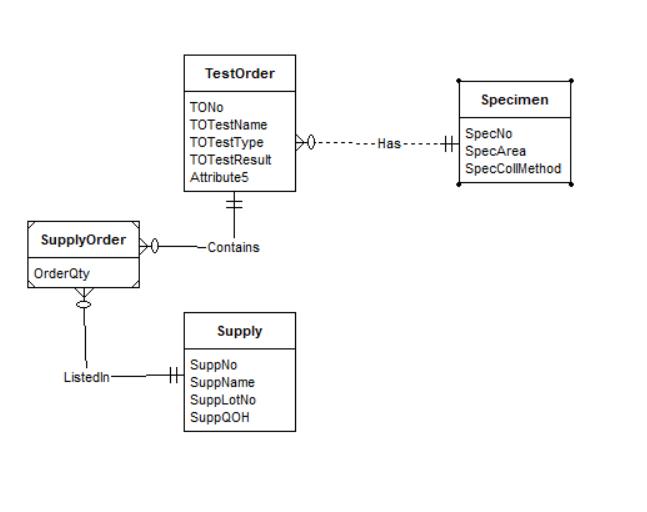 TestOrder
TONo
TOTestName
TOTestType
TOTestResult
Attribute5
Specimen
SpecNo
SpecArea
SpecCollMethod
Has
SupplyOrder
OrderQty
Contains
Supply
SuppNo
SuppName
SuppLotNo
SuppQOH
ListedIn